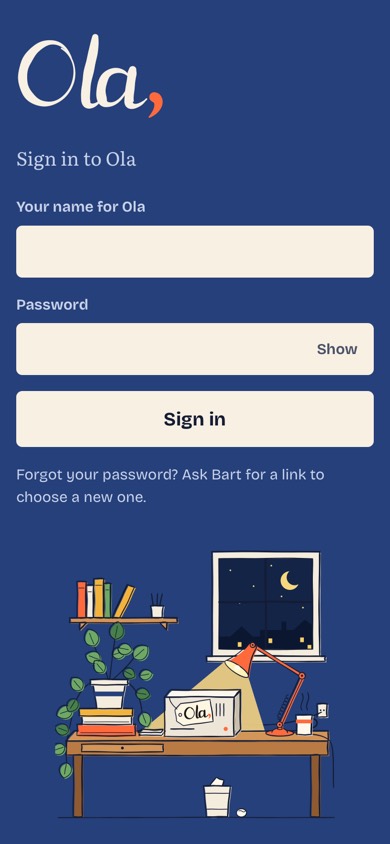 Ola,
Sign in to Ola
Your name for Ola
Password
Show
Sign in
Forgot your password? Ask Bart for a link to
choose a new one.
Ola,